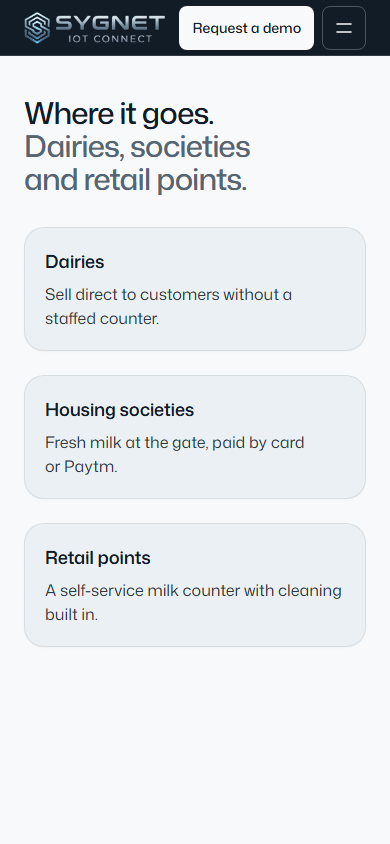 SYGNET
IOT CONNECT
Request a demo
Where it goes.
Dairies, societies
and retail points.
Dairies
Sell direct to customers without a
staffed counter.
Housing societies
Fresh milk at the gate, paid by card
or Paytm.
Retail points
A self-service milk counter with cleaning
built in.